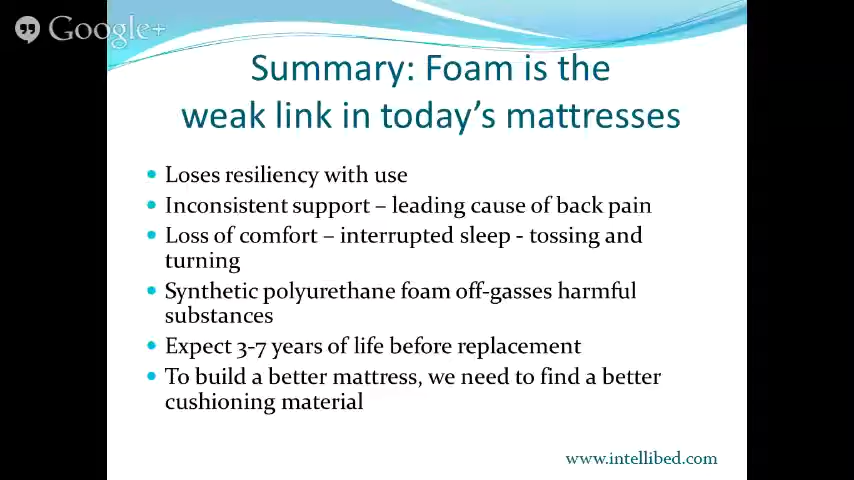 Google+
Summary: Foam is the
weak link in today's mattresses
• Loses resiliency with use
• Inconsistent support – leading cause of back pain
• Loss of comfort – interrupted sleep - tossing and
turning
• Synthetic polyurethane foam off-gasses harmful
substances
• Expect 3-7 years of life before replacement
• To build a better mattress, we need to find a better
cushioning material
www.intellibed.com